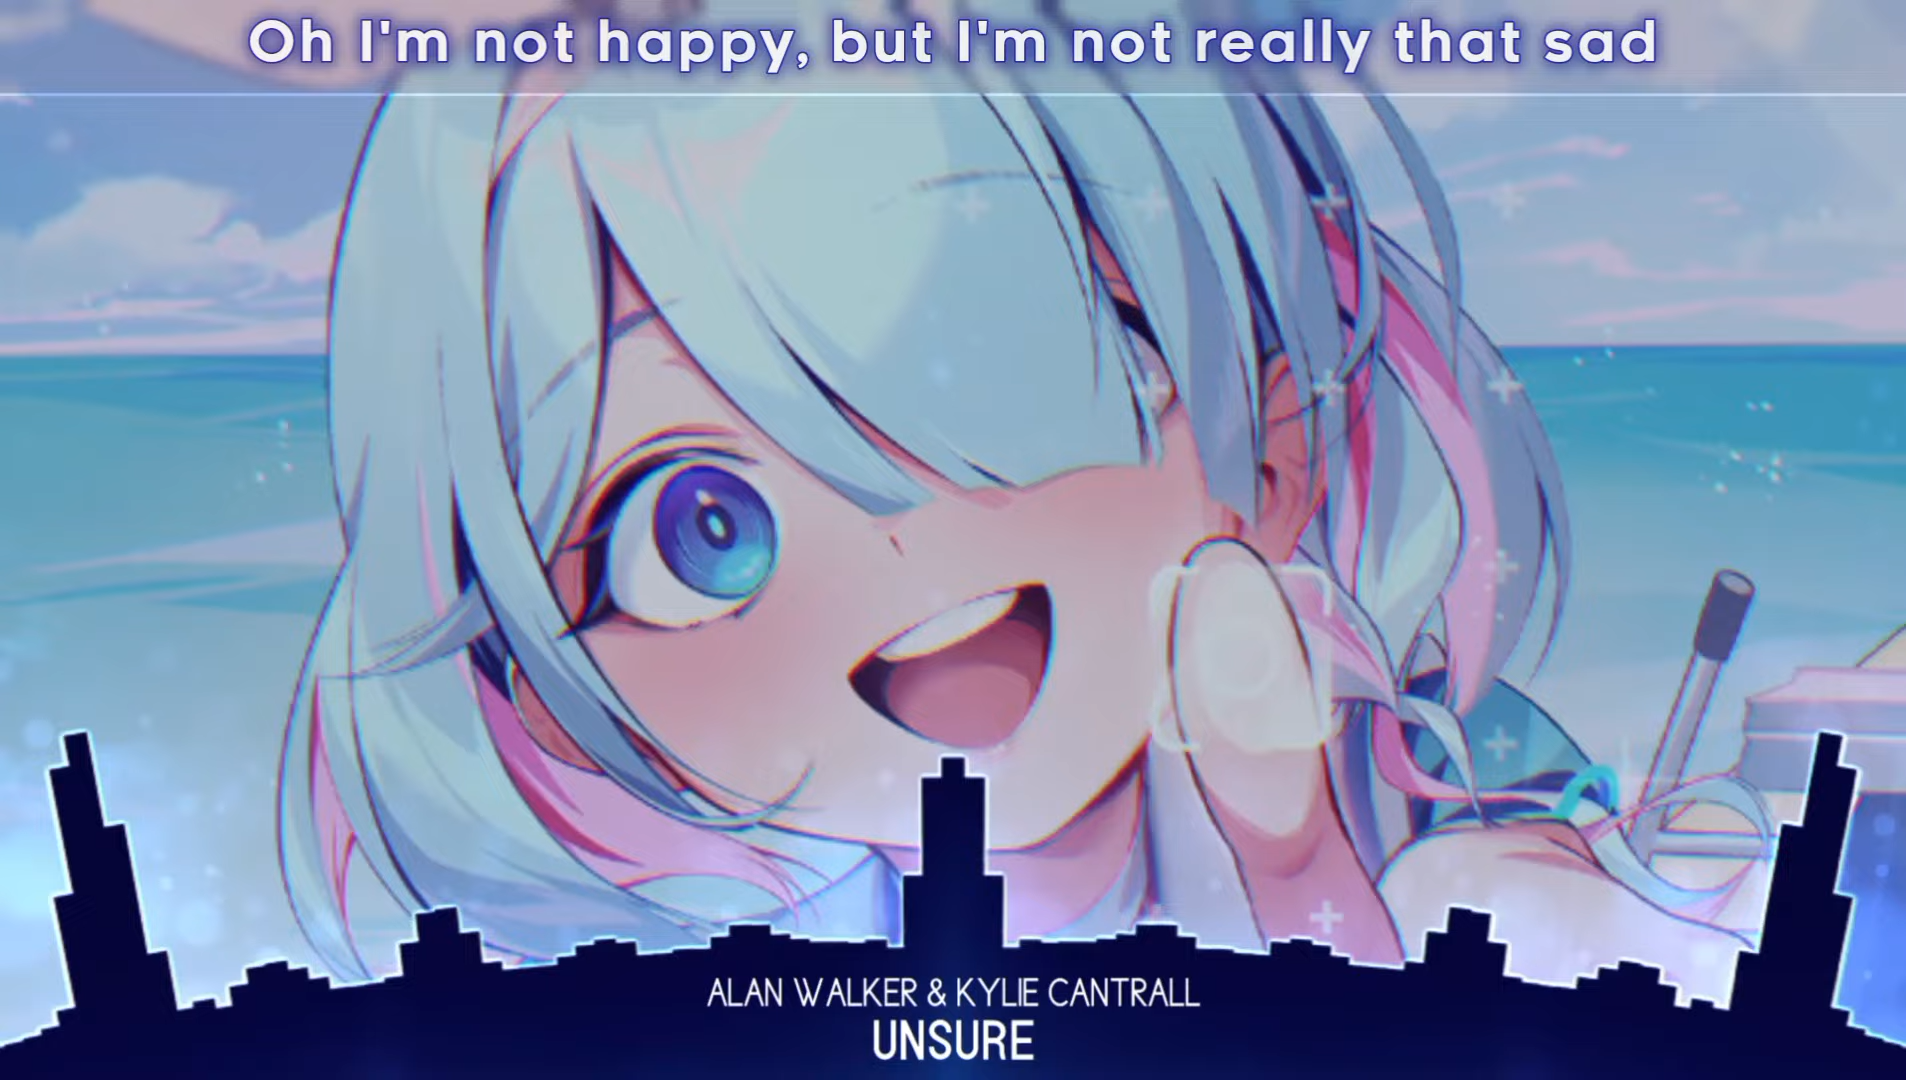 Oh I'm not happy, but I'm not really that sad
ALAN WALKER & KYLIE CANTRALL
UNSURE